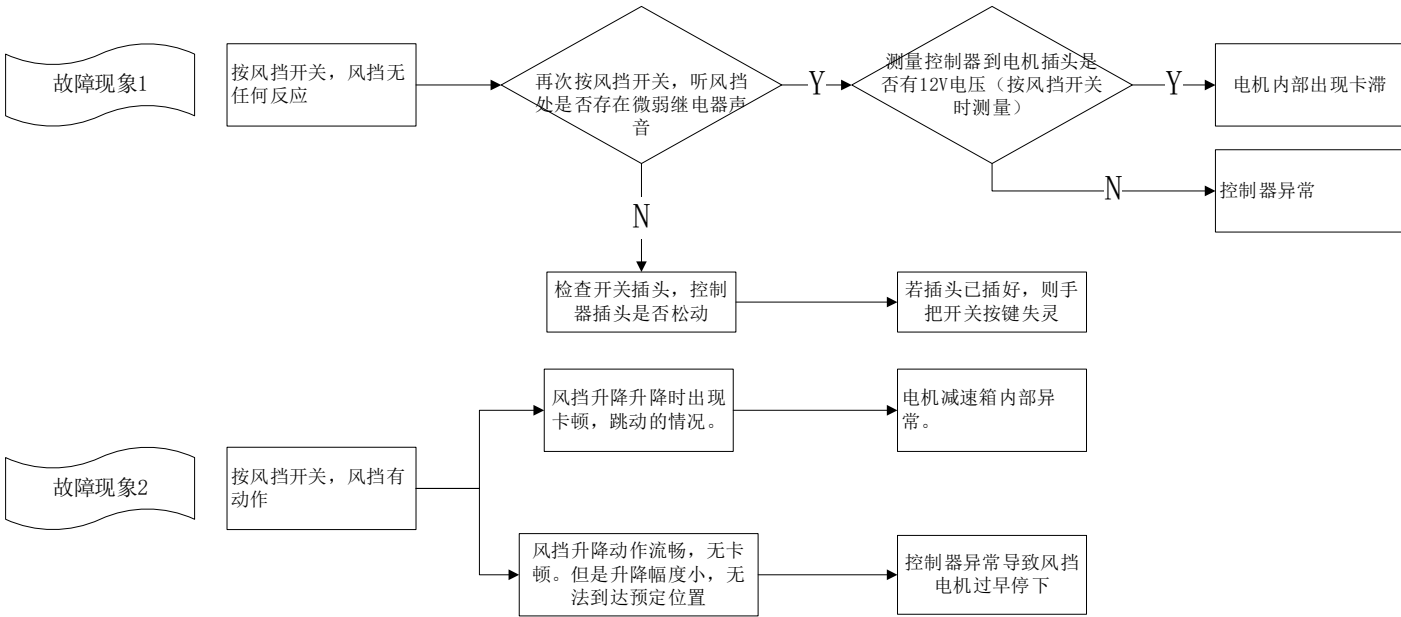 故障现象1
按风挡开关，风挡无
任何反应
再次按风挡开关，听风挡
处是否存在微弱继电器声
音
Y
测量控制器到电机插头是
否有12V电压（按风挡开关
时测量）
Y
电机内部出现卡滞
N
控制器异常
N
检查开关插头，控制
器插头是否松动
若插头已插好，则手
把开关按键失灵
故障现象2
按风挡开关，风挡有
动作
风挡升降升降时出现
卡顿，跳动的情况。
电机减速箱内部异
常。
风挡升降动作流畅，无卡
顿。但是升降幅度小，无
法到达预定位置
控制器异常导致风挡
电机过早停下